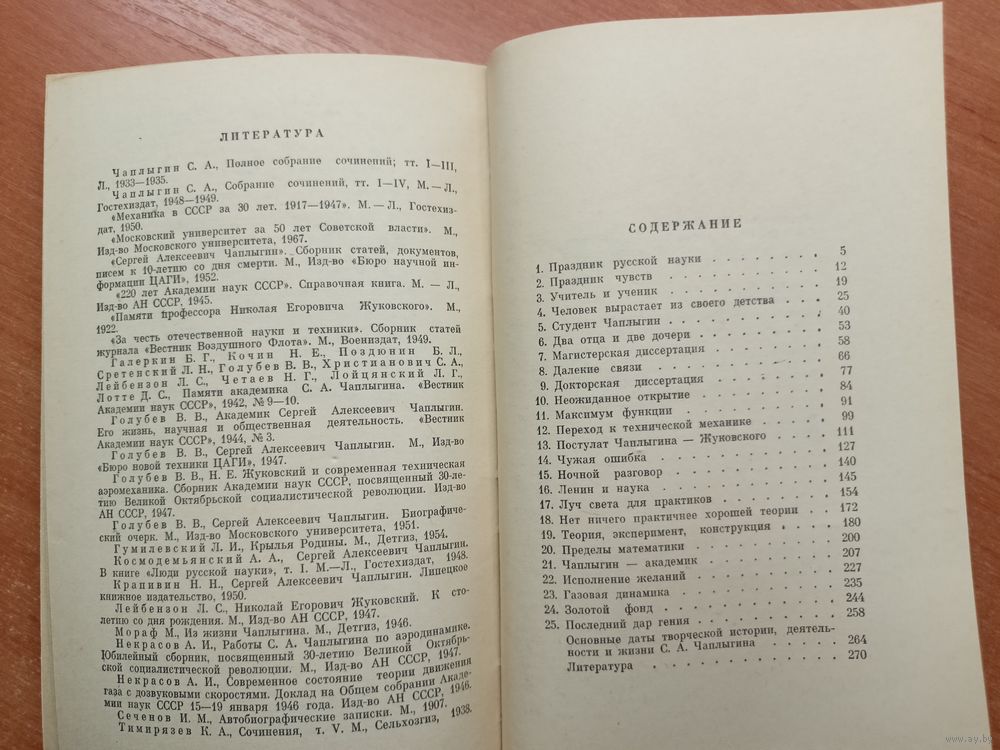 ЛИТЕРАТУРА
Чаплыгин С. А., Полное собрание сочинений; тт. I—III,
Л., 1933—1935.
Чаплыгин С. А., Собрание сочинений, тт. I—IV, М. — Л.,
Гостехиздат, 1948—1949.
«Механика в СССР за 30 лет. 1917—1947». М. — Л., Гостехиз-
дат, 1950.
«Московский университет за 50 лет Советской власти». М.,
Изд-во Московского университета, 1967.
«Сергей Алексеевич Чаплыгин». Сборник статей, документов,
писем к 10-летию со дня смерти. М., Изд-во «Бюро научной ин-
формации ЦАГИ», 1952.
«220 лет Академии наук СССР». Справочная книга. М. — Л.,
Изд-во АН СССР, 1945.
«Памяти профессора Николая Егоровича Жуковского». М.,
1922.
«За честь отечественной науки и техники». Сборник статей
журнала «Вестник Воздушного Флота». М., Воениздат, 1949.
Галеркин Б. Г., Кочин Н. Е., Поздюнин Б. Л.,
Сретенский Л. Н., Голубев В. В., Христианович С. А.,
Лейбензон Л. С., Четаев Н. Г., Лойцянский Л. Г.,
Лотте Д. С., Памяти академика С. А. Чаплыгина. «Вестник
Академии наук СССР», 1942, № 9—10.
Голубев В. В., Академик Сергей Алексеевич Чаплыгин.
Его жизнь, научная и общественная деятельность. «Вестник
Академии наук СССР», 1944, № 3.
Голубев В. В., Сергей Алексеевич Чаплыгин. М., Изд-во
«Бюро новой техники ЦАГИ», 1947.
Голубев В. В., Н. Е. Жуковский и современная техническая
аэромеханика. Сборник Академии наук СССР, посвященный 30-ле-
тию Великой Октябрьской социалистической революции. Изд-во
АН СССР, 1947.
Голубев В. В., Сергей Алексеевич Чаплыгин. Биографиче-
ский очерк. М., Изд-во Московского университета, 1951.
Гумилевский Л. И., Крылья Родины. М., Детгиз, 1954.
Космодемьянский А. А., Сергей Алексеевич Чаплыгин.
В книге «Люди русской науки», т. I. М.—Л., Гостехиздат, 1948.
Крапивин Н. Н., Сергей Алексеевич Чаплыгин. Липецкое
книжное издательство, 1950.
Лейбензон Л. С., Николай Егорович Жуковский. К сто-
летию со дня рождения. М., Изд-во АН СССР, 1947.
Мораф М., Из жизни Чаплыгина. М., Детгиз, 1946.
Некрасов А. И., Работы С. А. Чаплыгина по аэродинамике.
Юбилейный сборник, посвященный 30-летию Великой Октябрь-
ской социалистической революции. М., Изд-во АН СССР, 1947.
Некрасов А. И., Современное состояние теории движения
газа с дозвуковыми скоростями. Доклад на Общем собрании Акаде-
мии наук СССР 15—19 января 1946 года. Изд-во АН СССР, 1946.
Сеченов И. М., Автобиографические записки. М., 1907.
Тимирязев К. А., Сочинения, т. V. М., Сельхозгиз, 1938.
СОДЕРЖАНИЕ
1. Праздник русской науки 5
2. Праздник чувств 12
3. Учитель и ученик 19
4. Человек вырастает из своего детства 25
5. Студент Чаплыгин 40
6. Два отца и две дочери 53
7. Магистерская диссертация 58
8. Далекие связи 66
9. Докторская диссертация 77
10. Неожиданное открытие 84
11. Максимум функции 91
12. Переход к технической механике 99
13. Постулат Чаплыгина — Жуковского 111
14. Чужая ошибка 127
15. Ночной разговор 140
16. Ленин и наука 145
17. Луч света для практиков 154
18. Нет ничего практичнее хорошей теории 172
19. Теория, эксперимент, конструкция 180
20. Пределы математики 200
21. Чаплыгин — академик 207
22. Исполнение желаний 227
23. Газовая динамика 235
24. Золотой фонд 244
25. Последний дар гения 258
Основные даты творческой истории, деятель-
ности и жизни С. А. Чаплыгина 264
Литература 270
www.ay.by